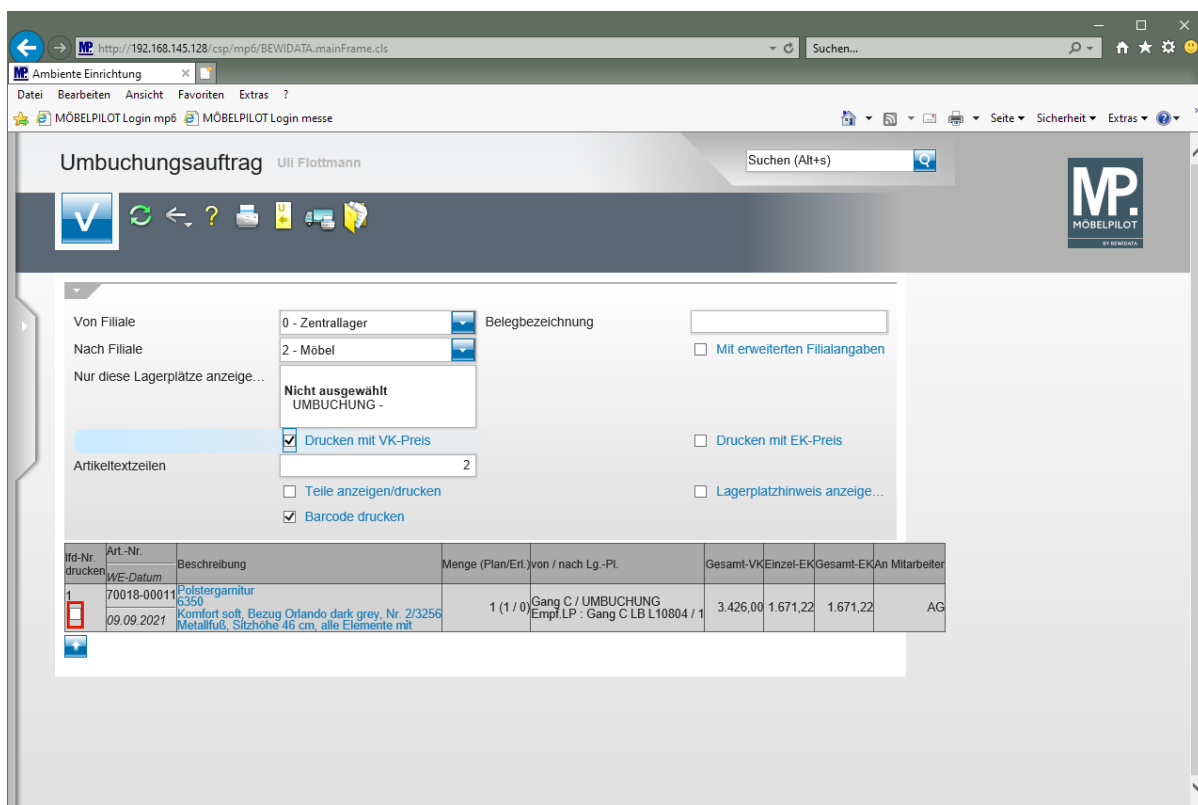 http://192.168.145.128/csp/mp6/BEWIDATA.mainFrame.cls
Suchen...
MP. Ambiente Einrichtung
Datei Bearbeiten Ansicht Favoriten Extras ?
MÖBELPILOT Login mp6 MÖBELPILOT Login messe
Seite Sicherheit Extras
Umbuchungsauftrag Uli Flottmann
Suchen (Alt+s)
MP.
MÖBELPILOT
BY BEWIDATA
Von Filiale 0 - Zentrallager Belegbezeichnung
Nach Filiale 2 - Möbel Mit erweiterten Filialangaben
Nur diese Lagerplätze anzeige...
Nicht ausgewählt
UMBUCHUNG -
Drucken mit VK-Preis Drucken mit EK-Preis
Artikeltextzeilen 2
Teile anzeigen/drucken Lagerplatzhinweis anzeige...
Barcode drucken
lfd-Nr. drucken Art.-Nr. WE-Datum Beschreibung Menge (Plan/Erl.) von / nach Lg.-Pl. Gesamt-VK Einzel-EK Gesamt-EK An Mitarbeiter
1 70018-00011 Polstergarnitur
6350
Komfort soft, Bezug Orlando dark grey, Nr. 2/3256
Metallfuß, Sitzhöhe 46 cm, alle Elemente mit
09.09.2021
1 (1 / 0) Gang C / UMBUCHUNG
Empf.LP : Gang C LB L10804 / 1
3.426,00 1.671,22 1.671,22 AG